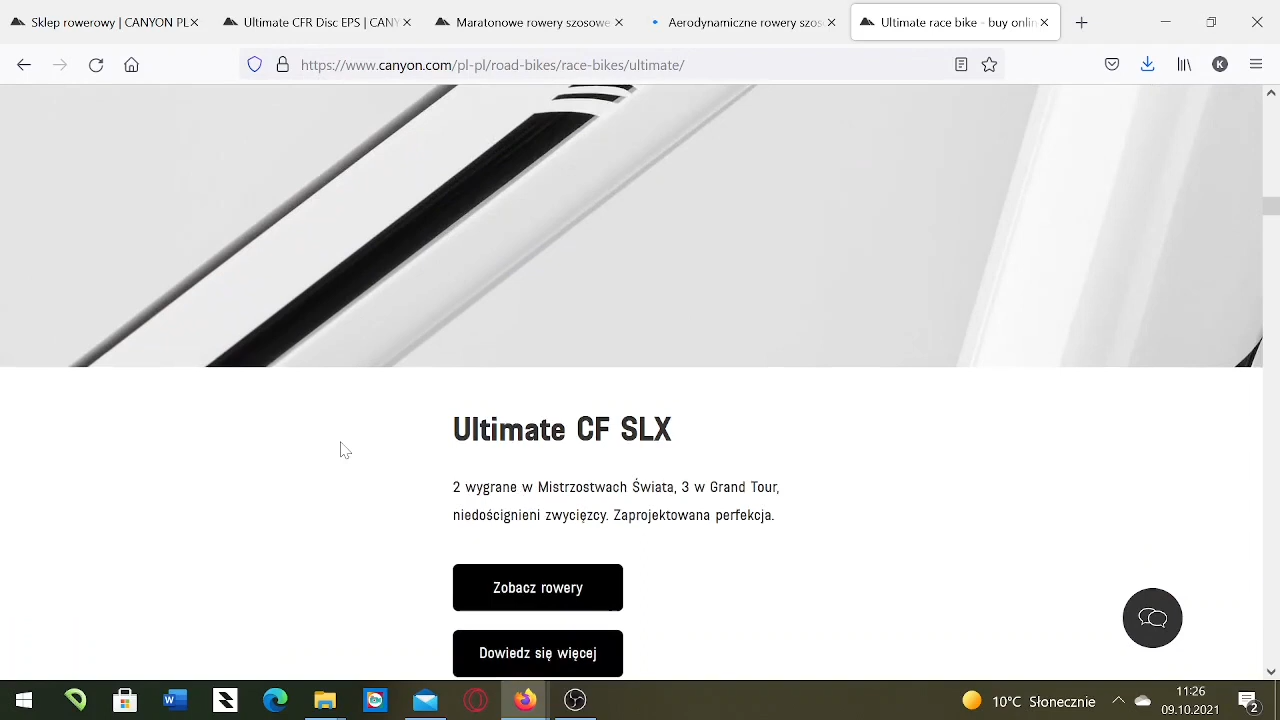 Sklep rowerowy | CANYON PL
Ultimate CFR Disc EPS | CANY
Maratonowe rowery szosowe
Aerodynamiczne rowery szos
Ultimate race bike - buy onlin
https://www.canyon.com/pl-pl/road-bikes/race-bikes/ultimate/
K
Ultimate CF SLX
2 wygrane w Mistrzostwach Świata, 3 w Grand Tour,
niedoścignieni zwycięzcy. Zaprojektowana perfekcja.
Zobacz rowery
Dowiedz się więcej
10°C Słonecznie
11:26
09.10.2021
2